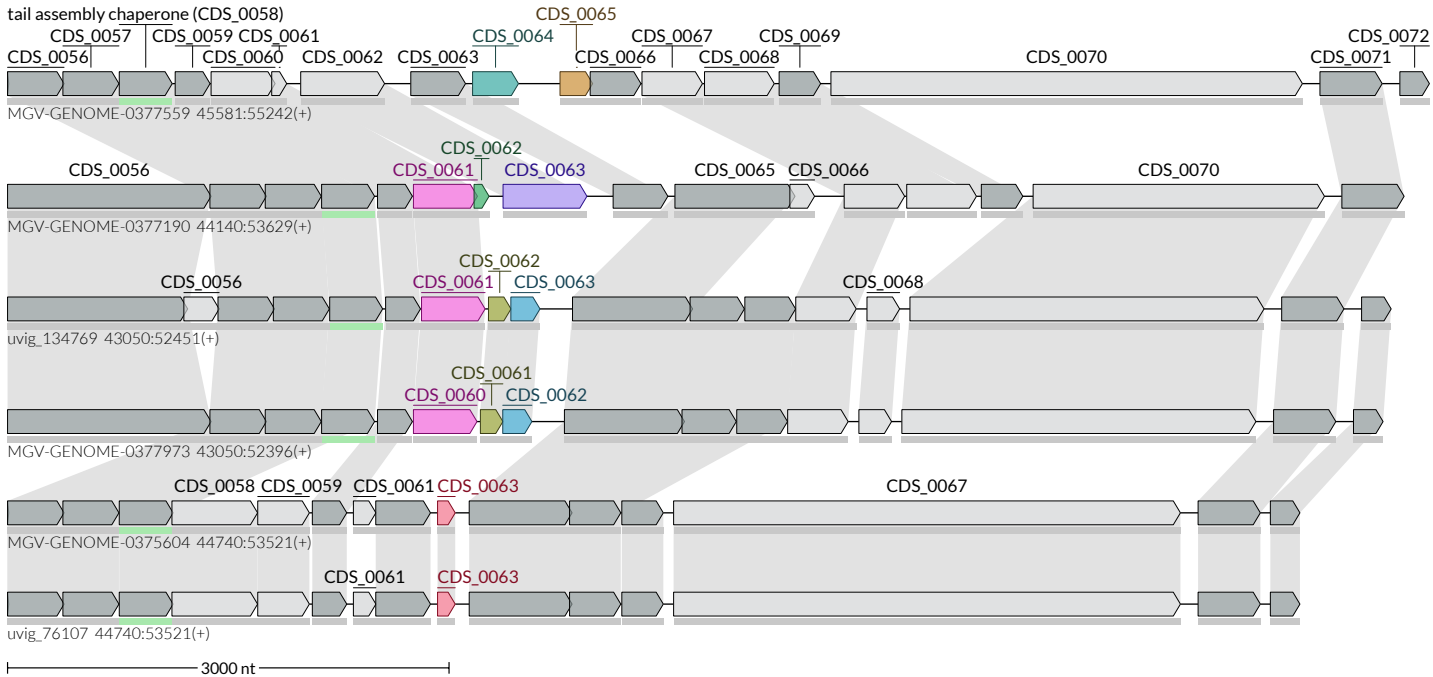 tail assembly chaperone (CDS_0058)
CDS_0065
CDS_0057 CDS_0059 CDS_0061 CDS_0064 CDS_0067 CDS_0069 CDS_0072
CDS_0056 CDS_0060 CDS_0062 CDS_0063 CDS_0066 CDS_0068 CDS_0070 CDS_0071
MGV-GENOME-0377559 45581:55242(+)
CDS_0062
CDS_0056 CDS_0061 CDS_0063 CDS_0065 CDS_0066 CDS_0070
MGV-GENOME-0377190 44140:53629(+)
CDS_0062
CDS_0056 CDS_0061 CDS_0063 CDS_0068
uvig_134769 43050:52451(+)
CDS_0061
CDS_0060 CDS_0062
MGV-GENOME-0377973 43050:52396(+)
CDS_0058 CDS_0059 CDS_0061 CDS_0063 CDS_0067
MGV-GENOME-0375604 44740:53521(+)
CDS_0061 CDS_0063
uvig_76107 44740:53521(+)
3000 nt